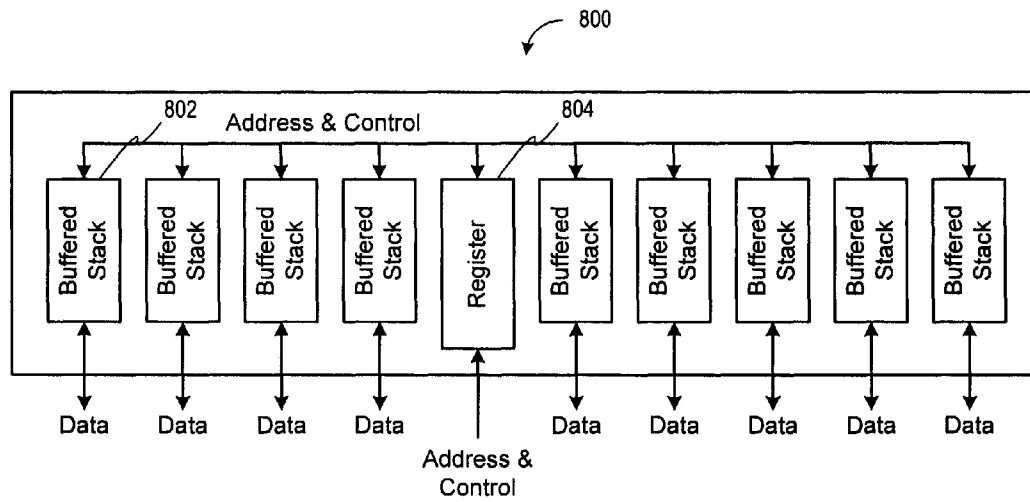 800
802
804
Address & Control
Buffered
Stack
Buffered
Stack
Buffered
Stack
Buffered
Stack
Register
Buffered
Stack
Buffered
Stack
Buffered
Stack
Buffered
Stack
Buffered
Stack
Data
Data
Data
Data
Data
Data
Data
Data
Data
Address &
Control